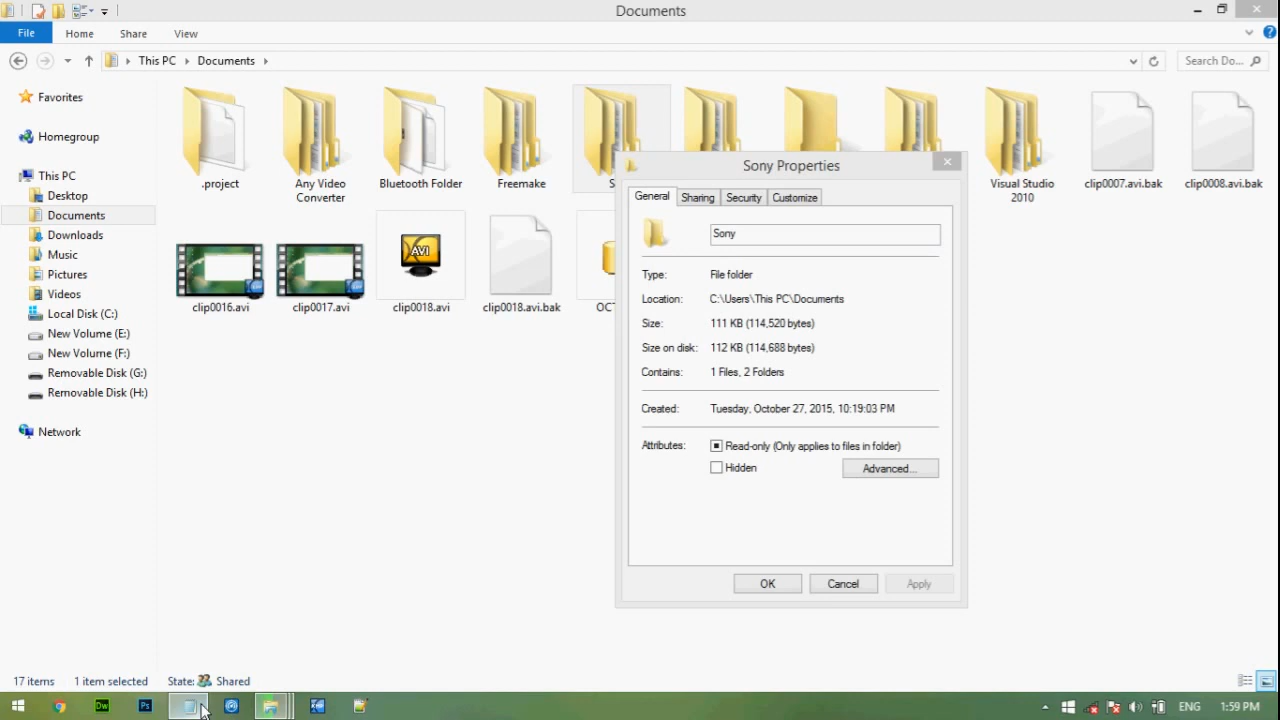 Documents
File
Home
Share
View
This PC
Documents
Search Do...
Favorites
Homegroup
This PC
Desktop
Documents
Downloads
Music
Pictures
Videos
Local Disk (C:)
New Volume (E:)
New Volume (F:)
Removable Disk (G:)
Removable Disk (H:)
Network
.project
Any Video
Converter
Bluetooth Folder
Freemake
S
Visual Studio
2010
clip0007.avi.bak
clip0008.avi.bak
clip0016.avi
clip0017.avi
AVI
clip0018.avi
clip0018.avi.bak
OCT
Sony Properties
General
Sharing
Security
Customize
Sony
Type:
File folder
Location:
C:\Users\This PC\Documents
Size:
111 KB (114,520 bytes)
Size on disk:
112 KB (114,688 bytes)
Contains:
1 Files, 2 Folders
Created:
Tuesday, October 27, 2015, 10:19:03 PM
Attributes:
Read-only (Only applies to files in folder)
Hidden
Advanced...
OK
Cancel
Apply
17 items
1 item selected
State:
Shared
Dw
Ps
ENG
1:59 PM